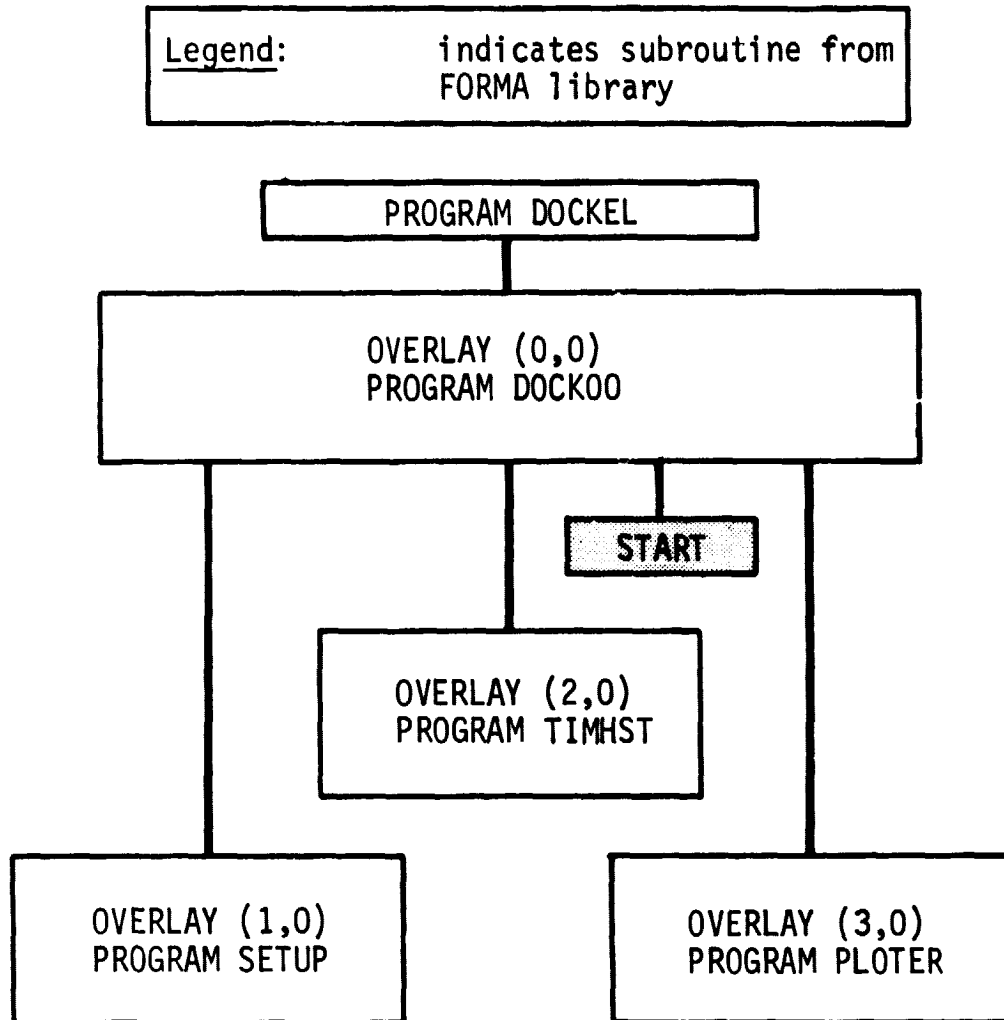 Legend: indicates subroutine from
FORMA library
PROGRAM DOCKEL
OVERLAY (0,0)
PROGRAM DOCKOO
START
OVERLAY (2,0)
PROGRAM TIMHST
OVERLAY (1,0)
PROGRAM SETUP
OVERLAY (3,0)
PROGRAM PLOTER